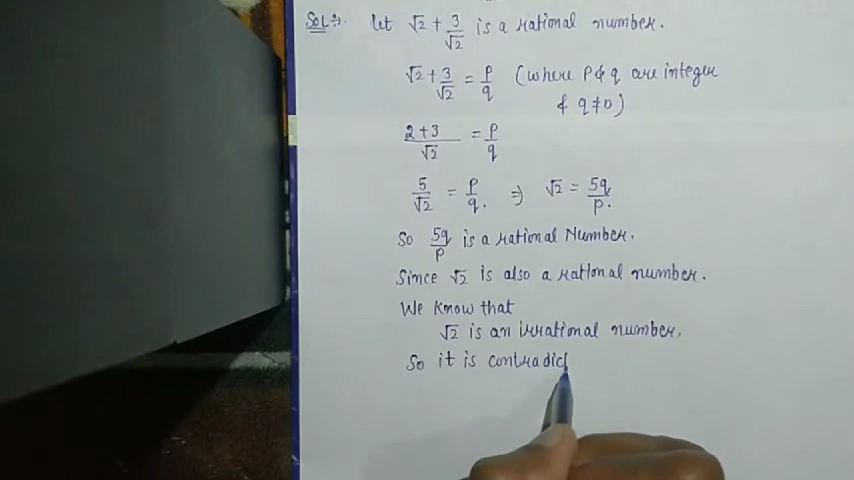 Sol:- let √2 + 3/√2 is a rational number.
√2 + 3/√2 = p/q (where p & q are integer
& q ≠ 0)
2+3/√2 = p/q
5/√2 = p/q. ⇒ √2 = 5q/p.
So 5q/p is a rational Number.
Since √2 is also a rational number.
We know that
√2 is an irrational number.
So it is contradict